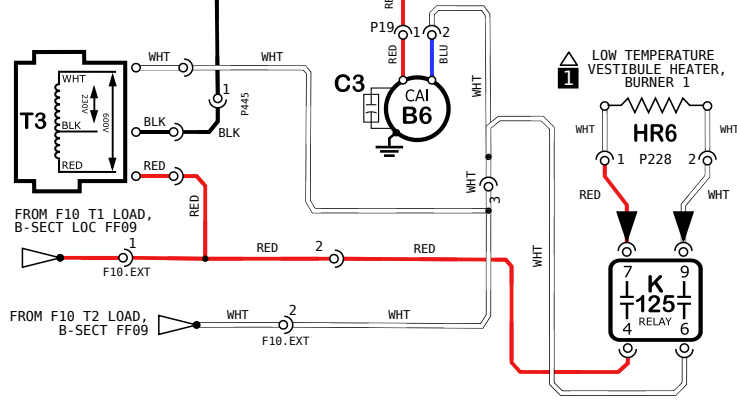 RE
P19
1
2
WHT
WHT
RED
BLU
WHT
LOW TEMPERATURE
VESTIBULE HEATER,
BURNER 1
1
WHT
230V
600V
T3
BLK
RED
1
P445
BLK
BLK
C3
CAI
B6
WHT
WHT
HR6
1
P228
2
RED
WHT
RED
RED
WHT
3
FROM F10 T1 LOAD,
B-SECT LOC FF09
1
F10.EXT
RED
2
RED
WHT
7
9
K
125
RELAY
4
6
FROM F10 T2 LOAD,
B-SECT FF09
WHT
2
F10.EXT
WHT